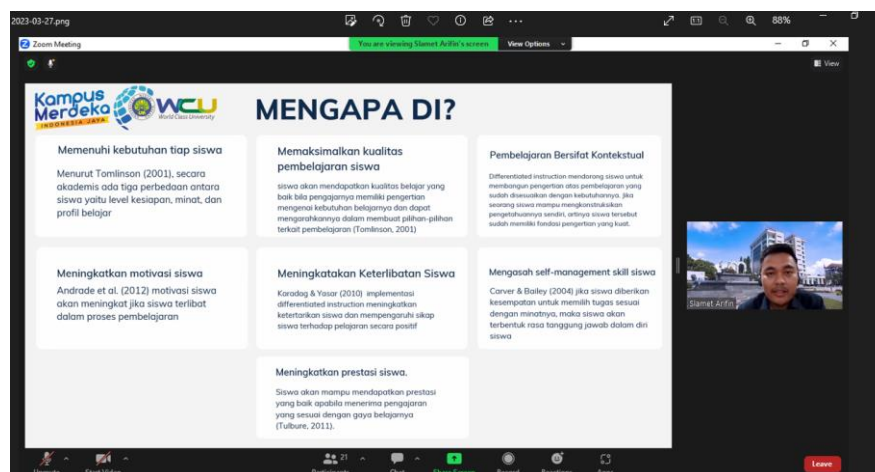 2023-03-27.png
88%
Zoom Meeting
You are viewing Slamet Arifin's screen
View Options
View
Kampus
Merdeka
INDONESIA JAYA
WCU
World Class University
MENGAPA DI?
Memenuhi kebutuhan tiap siswa
Menurut Tomlinson (2001), secara
akademis ada tiga perbedaan antara
siswa yaitu level kesiapan, minat, dan
profil belajar
Memaksimalkan kualitas
pembelajaran siswa
siswa akan mendapatkan kualitas belajar yang
baik bila pengajarnya memiliki pengertian
mengenai kebutuhan belajarnya dan dapat
mengarahkannya dalam membuat pilihan-pilihan
terkait pembelajaran (Tomlinson, 2001)
Pembelajaran Bersifat Kontekstual
Differentiated instruction mendorong siswa untuk
membangun pengertian atas pembelajaran yang
sudah disesuaikan dengan kebutuhannya. Jika
seorang siswa mampu mengkonstruksikan
pengetahuannya sendiri, artinya siswa tersebut
sudah memiliki fondasi pengertian yang kuat.
Meningkatkan motivasi siswa
Andrade et al. (2012) motivasi siswa
akan meningkat jika siswa terlibat
dalam proses pembelajaran
Meningkatakan Keterlibatan Siswa
Karadag & Yasar (2010) implementasi
differentiated instruction meningkatkan
ketertarikan siswa dan mempengaruhi sikap
siswa terhadap pelajaran secara positif
Mengasah self-management skill siswa
Carver & Bailey (2004) jika siswa diberikan
kesempatan untuk memilih tugas sesuai
dengan minatnya, maka siswa akan
terbentuk rasa tanggung jawab dalam diri
siswa
Meningkatkan prestasi siswa.
Siswa akan mampu mendapatkan prestasi
yang baik apabila menerima pengajaran
yang sesuai dengan gaya belajarnya
(Tulbure, 2011).
Slamet Arifin
21
Leave